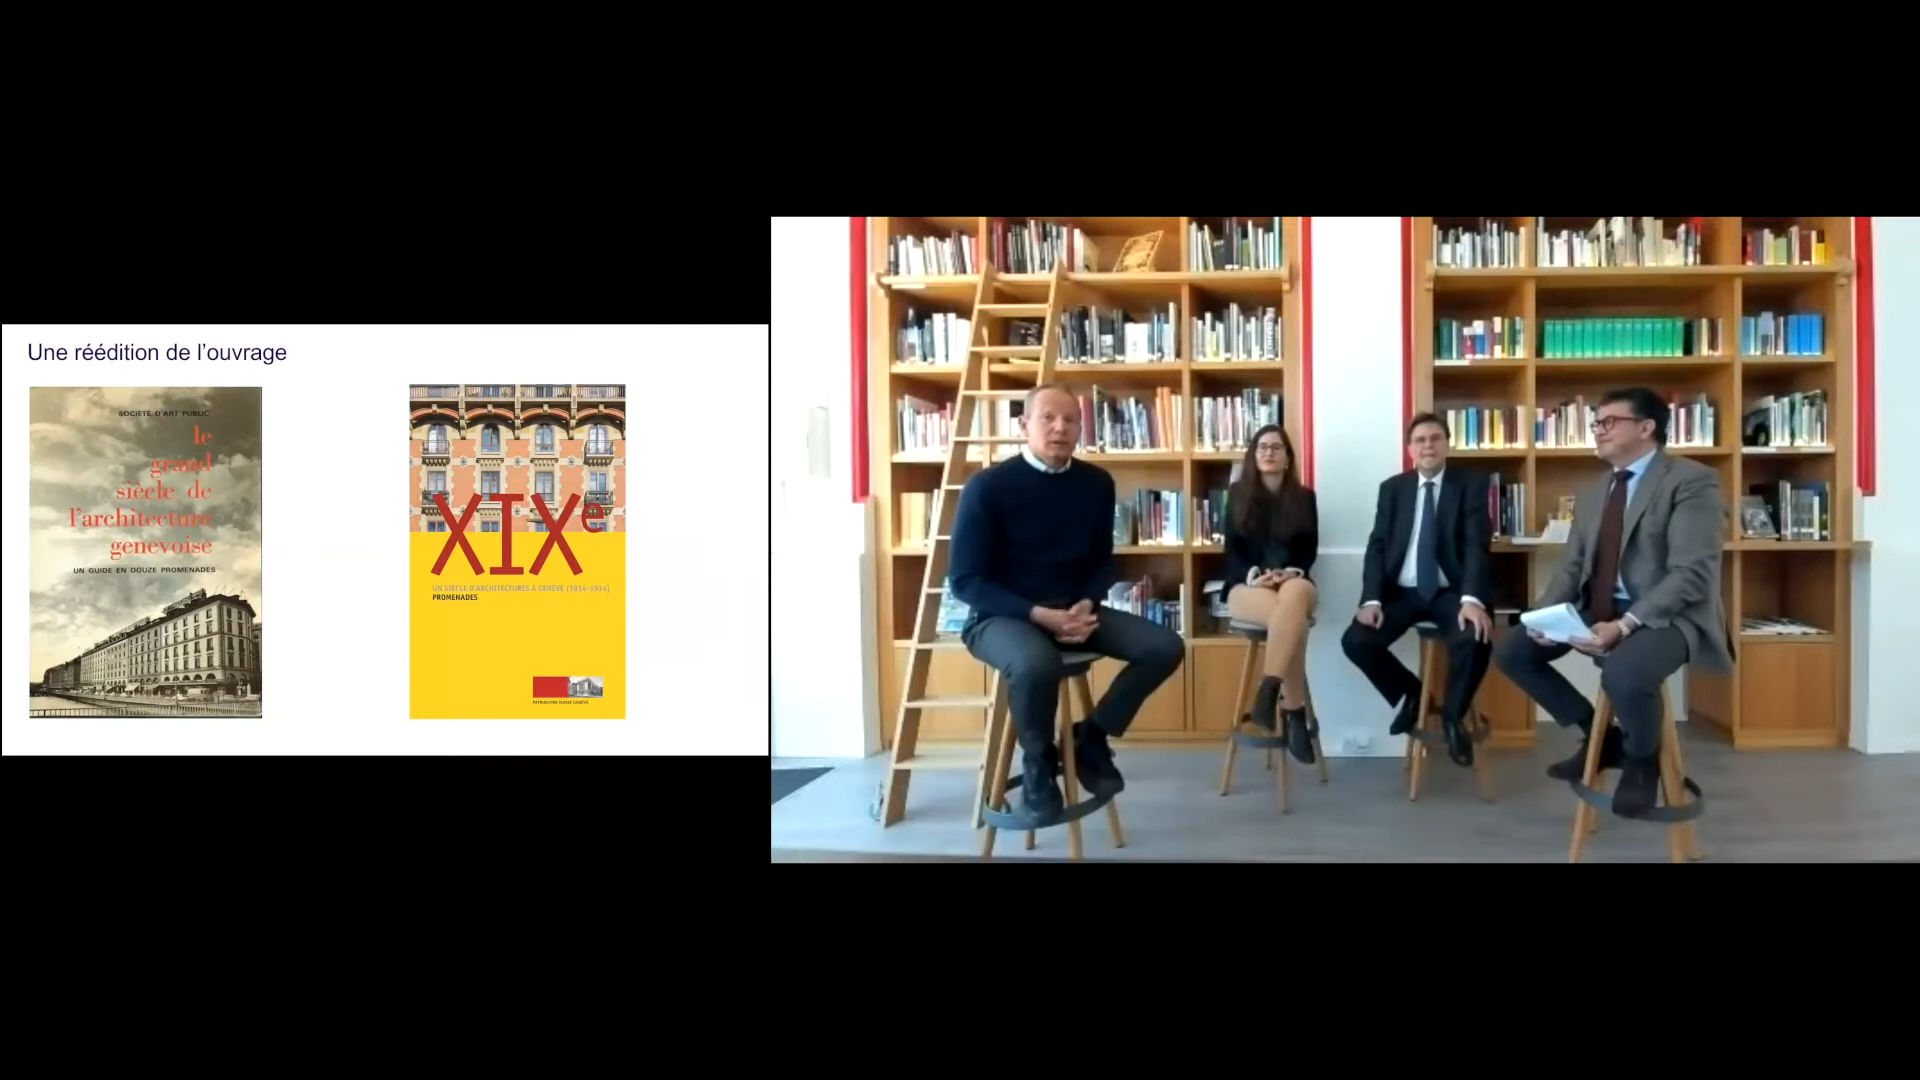 Une réédition de l’ouvrage
SOCIÉTÉ D'ART PUBLIC
le
grand
siècle de
l'architecture
genevoise
UN GUIDE EN DOUZE PROMENADES
XIXe
UN SIÈCLE D'ARCHITECTURES À GENÈVE (1814-1914)
PROMENADES
PATRIMOINE SUISSE GENÈVE